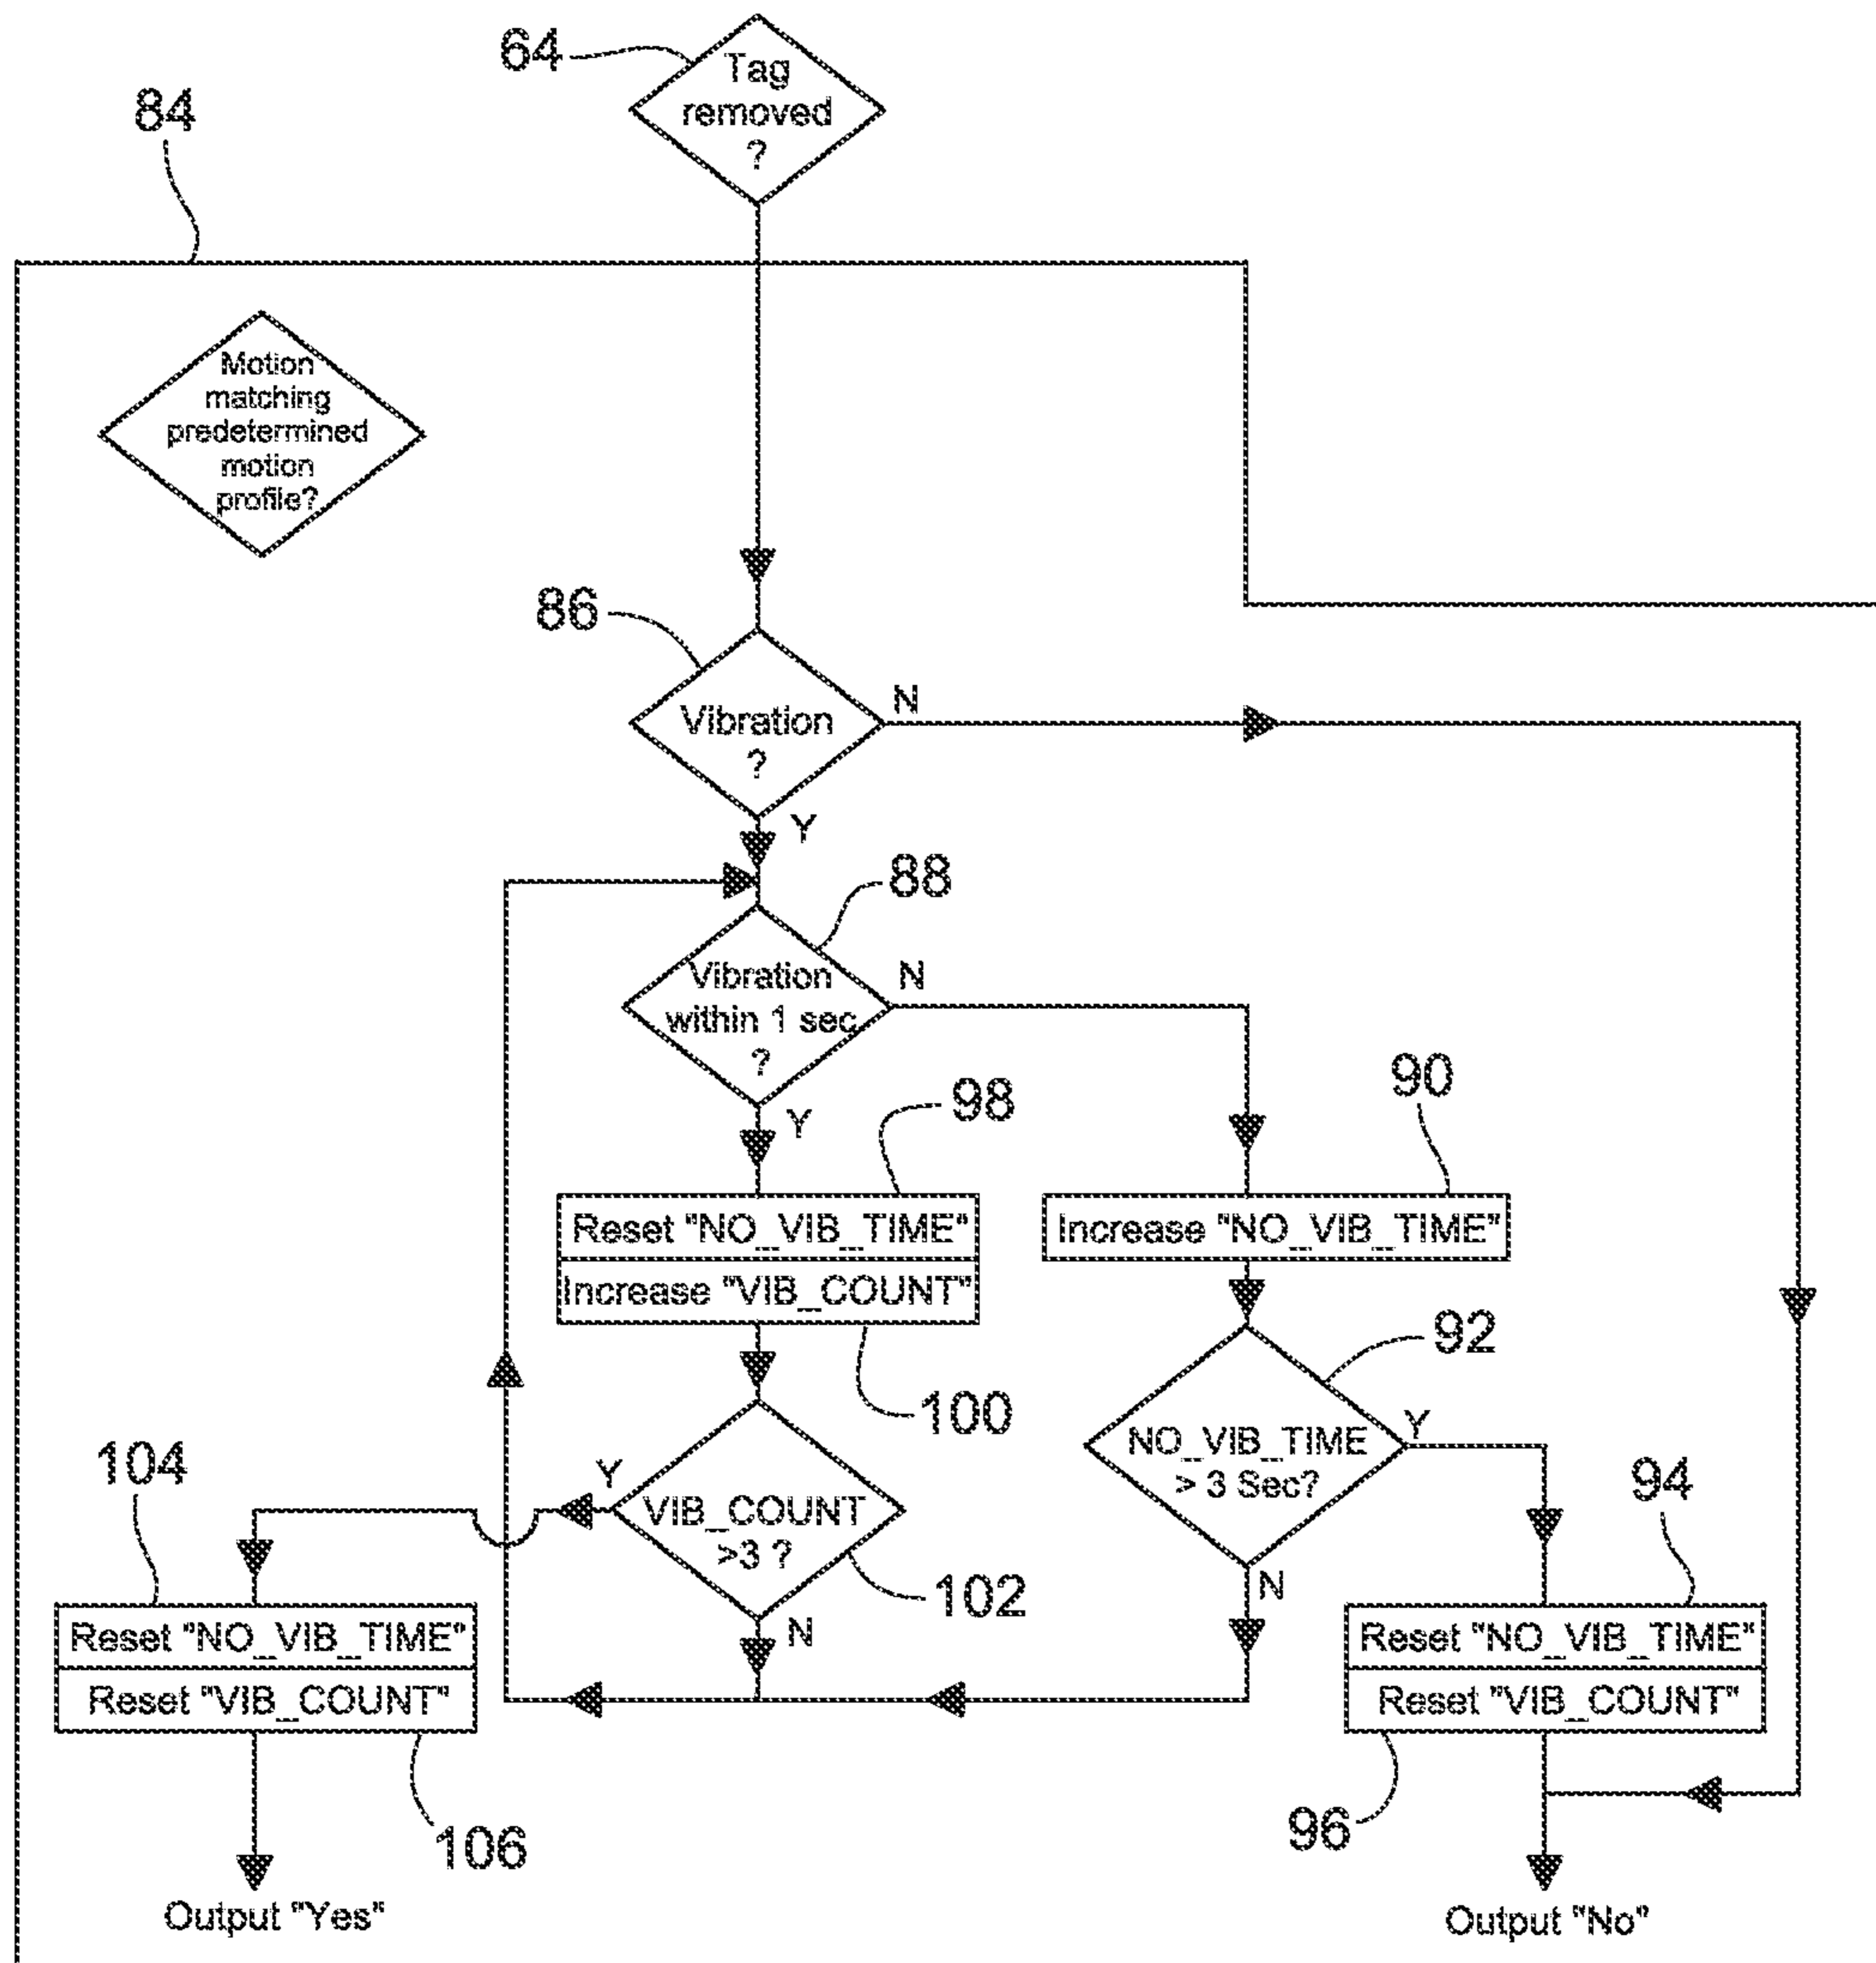 64
Tag
removed
?
84
Motion
matching
predetermined
motion
profile?
86
Vibration
?
N
Y
88
Vibration
within 1 sec
?
N
Y
98
90
Reset "NO_VIB_TIME"
Increase "VIB_COUNT"
100
Increase "NO_VIB_TIME"
92
NO_VIB_TIME
> 3 Sec?
Y
N
104
Y
VIB_COUNT
>3 ?
102
N
94
Reset "NO_VIB_TIME"
Reset "VIB_COUNT"
106
Reset "NO_VIB_TIME"
Reset "VIB_COUNT"
96
Output "Yes"
Output "No"